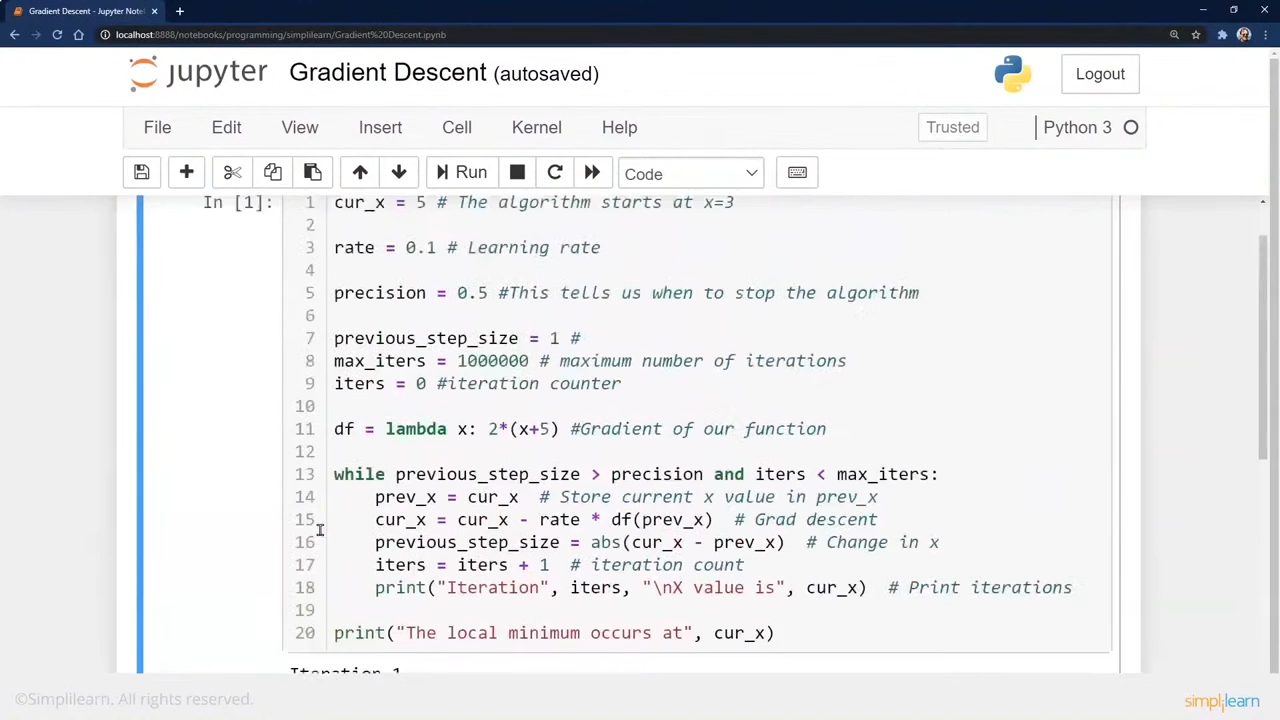 Gradient Descent - Jupyter Note
localhost:8888/notebooks/programming/simplilearn/Gradient%20Descent.ipynb
jupyter Gradient Descent (autosaved)
Logout
File Edit View Insert Cell Kernel Help Trusted Python 3
Run Code
In [1]:
1 cur_x = 5 # The algorithm starts at x=3
2
3 rate = 0.1 # Learning rate
4
5 precision = 0.5 #This tells us when to stop the algorithm
6
7 previous_step_size = 1 #
8 max_iters = 1000000 # maximum number of iterations
9 iters = 0 #iteration counter
10
11 df = lambda x: 2*(x+5) #Gradient of our function
12
13 while previous_step_size > precision and iters < max_iters:
14 prev_x = cur_x # Store current x value in prev_x
15 cur_x = cur_x - rate * df(prev_x) # Grad descent
16 previous_step_size = abs(cur_x - prev_x) # Change in x
17 iters = iters + 1 # iteration count
18 print("Iteration", iters, "\nX value is", cur_x) # Print iterations
19
20 print("The local minimum occurs at", cur_x)
Iteration 1
©Simplilearn. All rights reserved.
simplilearn